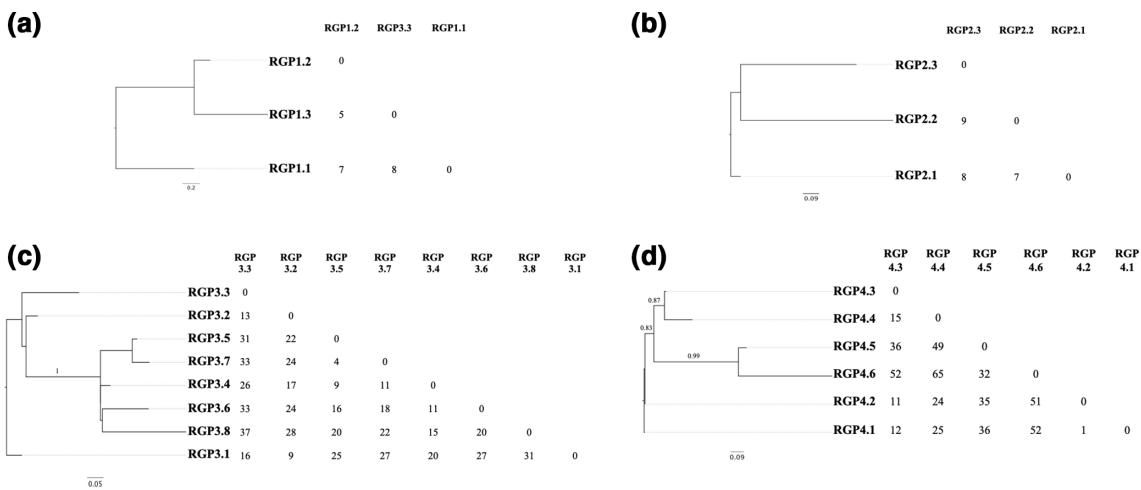 (a)
RGP1.2 RGP3.3 RGP1.1
RGP1.2 0
RGP1.3 5 0
RGP1.1 7 8 0
0.2
(b)
RGP2.3 RGP2.2 RGP2.1
RGP2.3 0
RGP2.2 9 0
RGP2.1 8 7 0
0.09
(c)
RGP RGP RGP RGP RGP RGP RGP RGP
3.3 3.2 3.5 3.7 3.4 3.6 3.8 3.1
RGP3.3 0
RGP3.2 13 0
RGP3.5 31 22 0
RGP3.7 33 24 4 0
1
RGP3.4 26 17 9 11 0
RGP3.6 33 24 16 18 11 0
RGP3.8 37 28 20 22 15 20 0
RGP3.1 16 9 25 27 20 27 31 0
0.05
(d)
RGP RGP RGP RGP RGP RGP
4.3 4.4 4.5 4.6 4.2 4.1
RGP4.3 0
0.87
RGP4.4 15 0
0.83
RGP4.5 36 49 0
0.99
RGP4.6 52 65 32 0
RGP4.2 11 24 35 51 0
RGP4.1 12 25 36 52 1 0
0.09